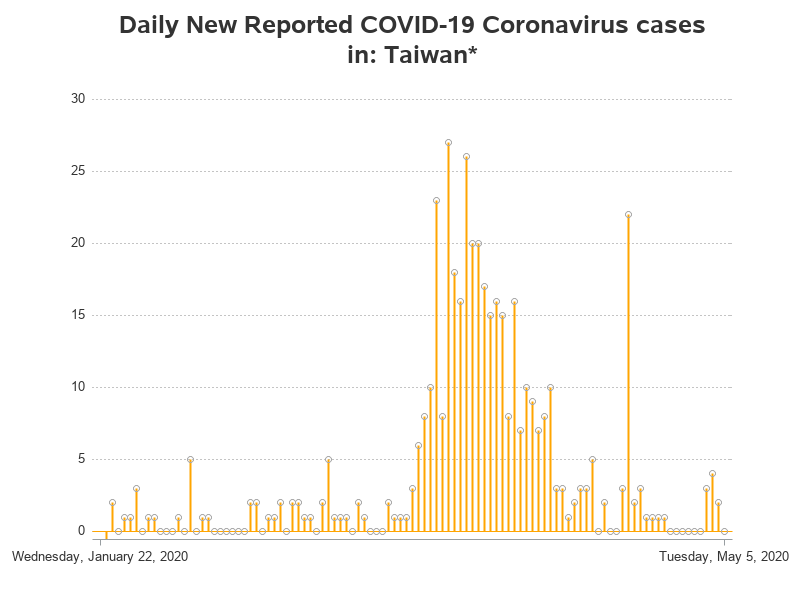 Daily New Reported COVID-19 Coronavirus cases
in: Taiwan*
30
25
20
15
10
5
0
Wednesday, January 22, 2020
Tuesday, May 5, 2020